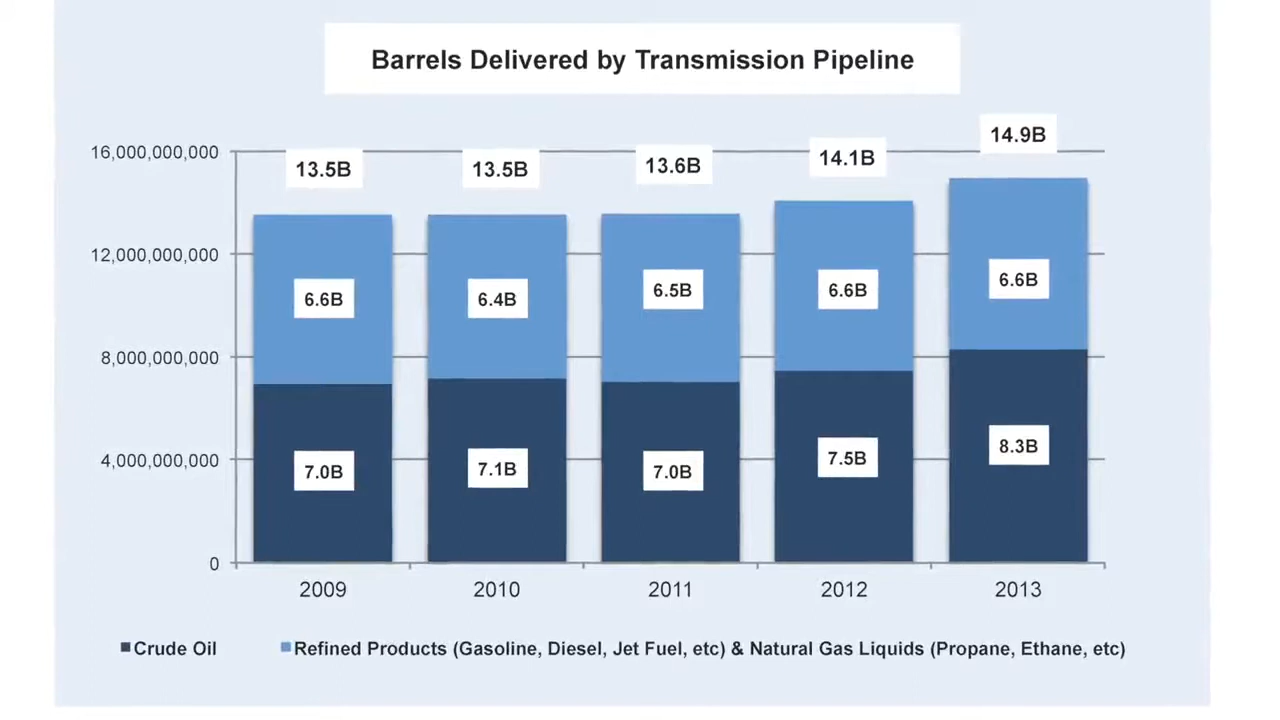 Barrels Delivered by Transmission Pipeline
14.9B
16,000,000,000
13.5B
13.5B
13.6B
14.1B
12,000,000,000
6.6B
6.4B
6.5B
6.6B
6.6B
8,000,000,000
4,000,000,000
7.0B
7.1B
7.0B
7.5B
8.3B
0
2009
2010
2011
2012
2013
Crude Oil
Refined Products (Gasoline, Diesel, Jet Fuel, etc) & Natural Gas Liquids (Propane, Ethane, etc)